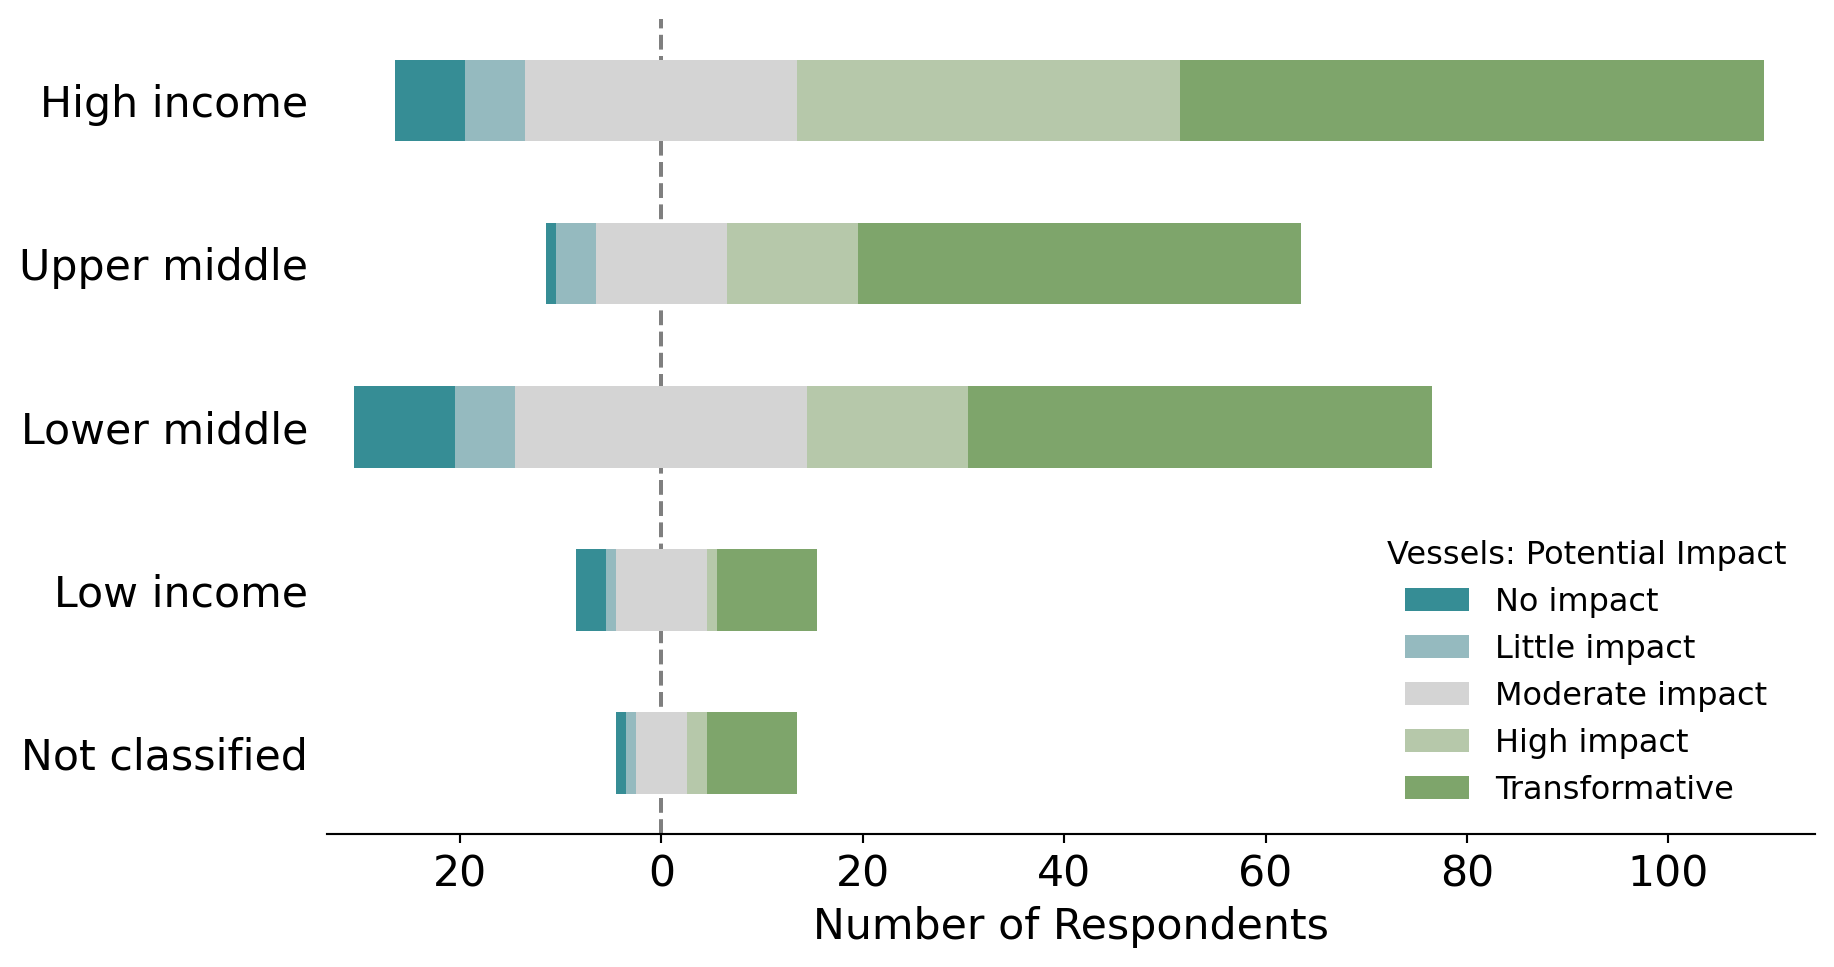 High income
Upper middle
Lower middle
Low income
Not classified
Vessels: Potential Impact
No impact
Little impact
Moderate impact
High impact
Transformative
20 0 20 40 60 80 100
Number of Respondents